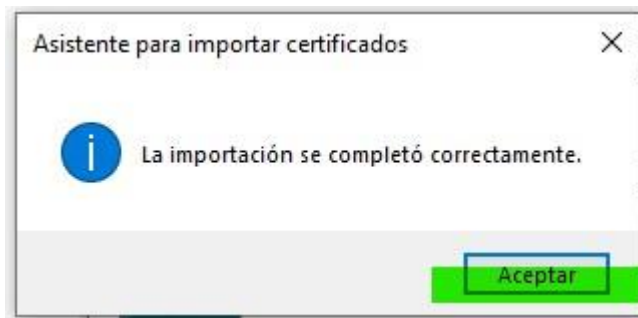 Asistente para importar certificados
La importación se completó correctamente.
Aceptar